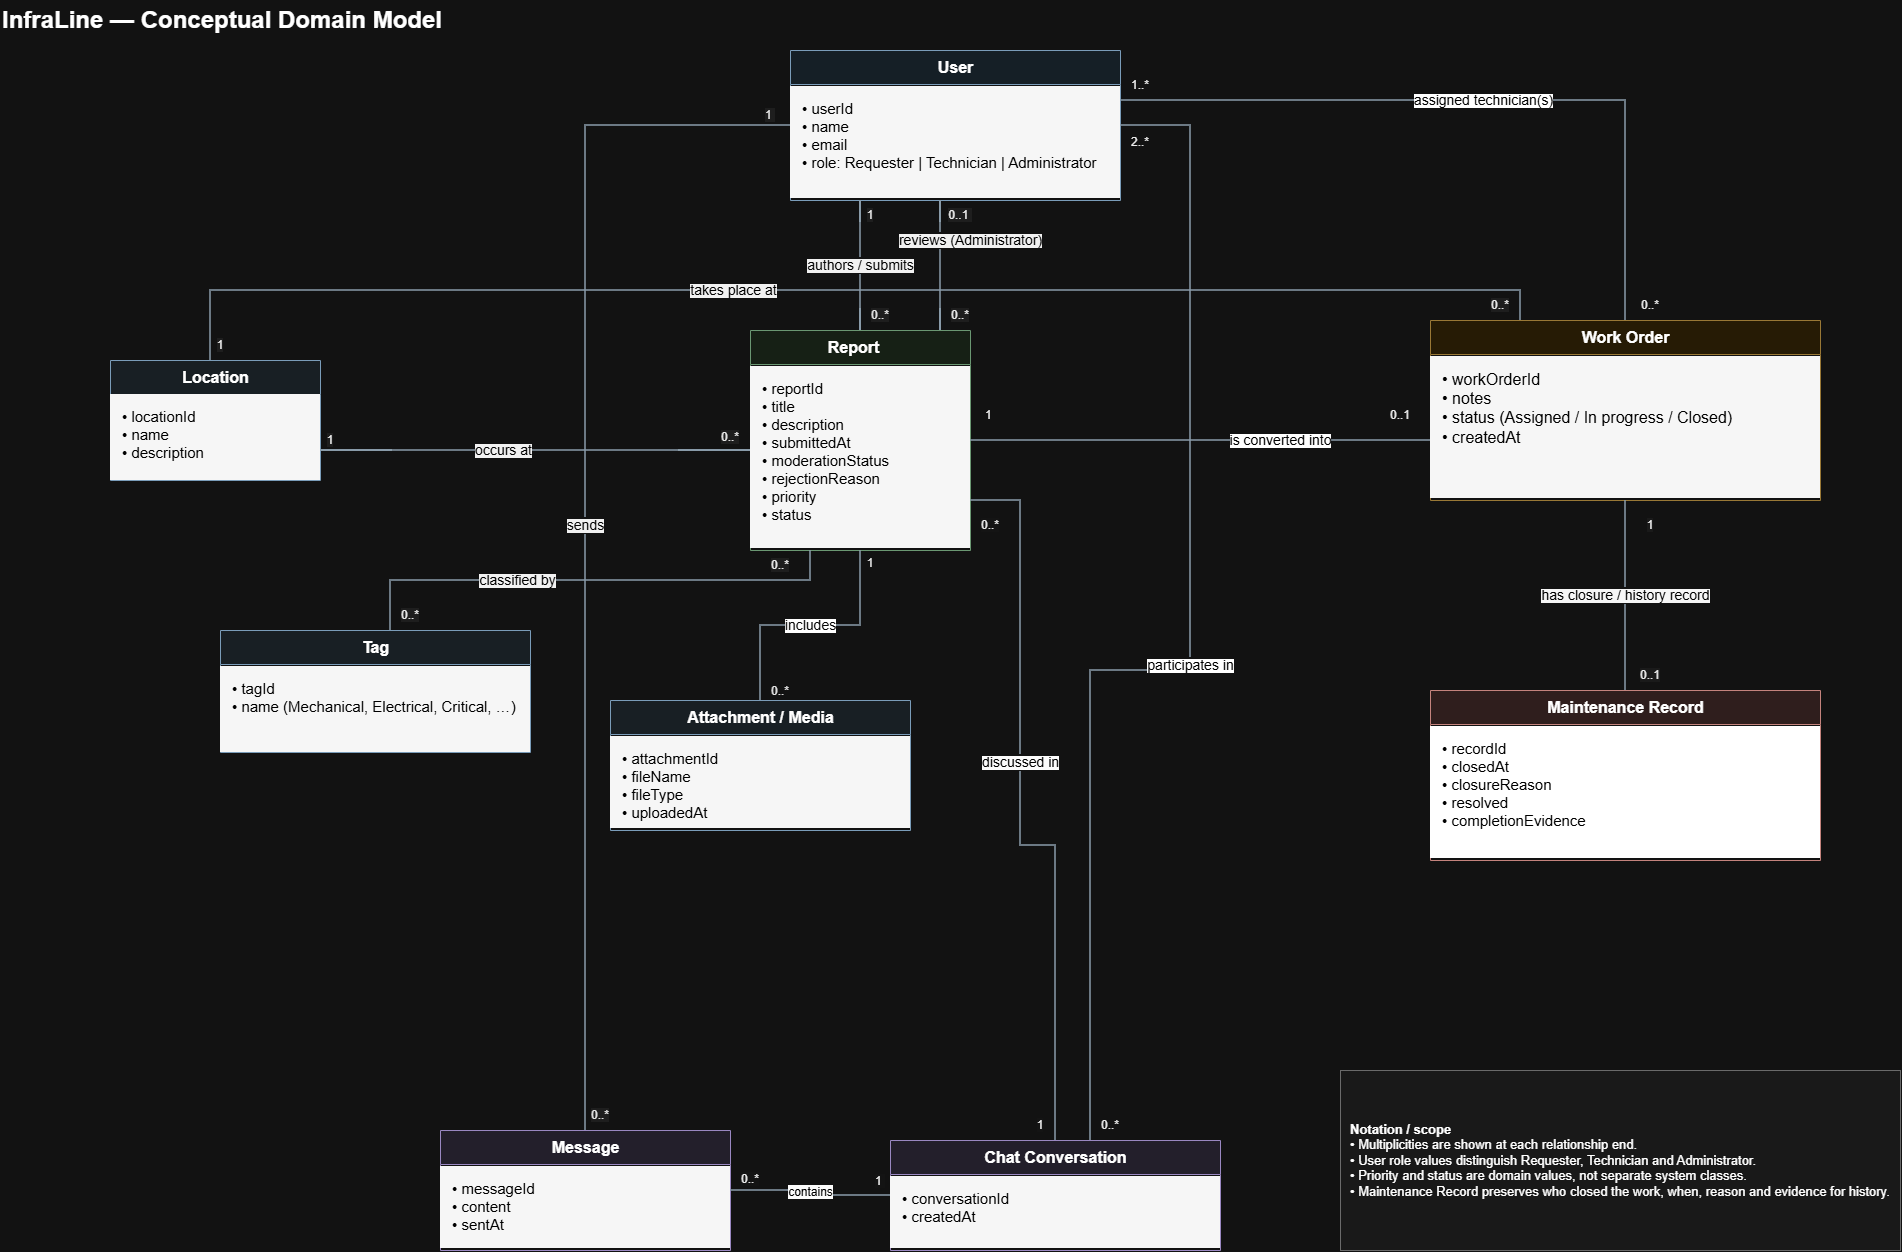 InfraLine — Conceptual Domain Model
User
• userId
• name
• email
• role: Requester | Technician | Administrator
1
1..*
2..*
assigned technician(s)
1
0..1
reviews (Administrator)
authors / submits
takes place at
0..*
0..*
0..*
0..*
1
Location
• locationId
• name
• description
1
occurs at
0..*
Report
• reportId
• title
• description
• submittedAt
• moderationStatus
• rejectionReason
• priority
• status
1
is converted into
0..1
Work Order
• workOrderId
• notes
• status (Assigned / In progress / Closed)
• createdAt
sends
0..*
1
0..*
1
classified by
0..*
has closure / history record
includes
participates in
0..1
0..*
Tag
• tagId
• name (Mechanical, Electrical, Critical, …)
Attachment / Media
• attachmentId
• fileName
• fileType
• uploadedAt
discussed in
Maintenance Record
• recordId
• closedAt
• closureReason
• resolved
• completionEvidence
0..*
1
0..*
Message
• messageId
• content
• sentAt
0..*
contains
1
Chat Conversation
• conversationId
• createdAt
Notation / scope
• Multiplicities are shown at each relationship end.
• User role values distinguish Requester, Technician and Administrator.
• Priority and status are domain values, not separate system classes.
• Maintenance Record preserves who closed the work, when, reason and evidence for history.